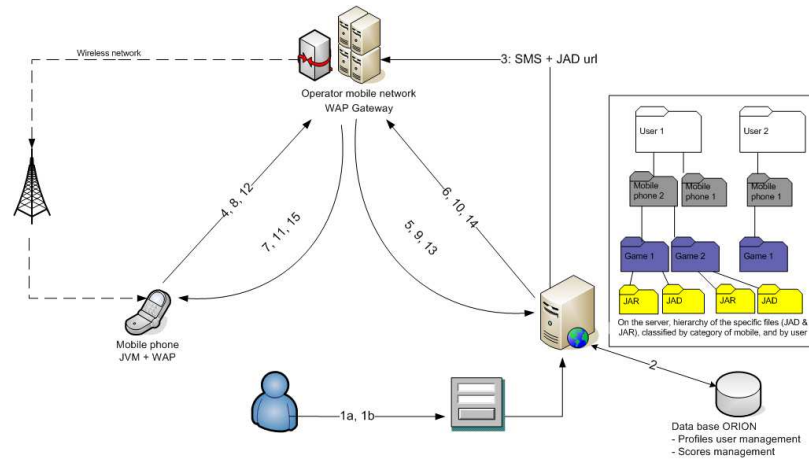 Wireless network
3: SMS + JAD url
Operator mobile network
WAP Gateway
User 1
User 2
Mobile
phone 2
Mobile
phone 1
Mobile
phone 1
4, 8, 12
7, 11, 15
6, 10, 14
5, 9, 13
Game 1
Game 2
Game 1
JAR
JAD
JAR
JAD
On the server, hierarchy of the specific files (JAD &
JAR), classified by category of mobile, and by user
Mobile phone
JVM + WAP
2
1a, 1b
Data base ORION
- Profiles user management
- Scores management